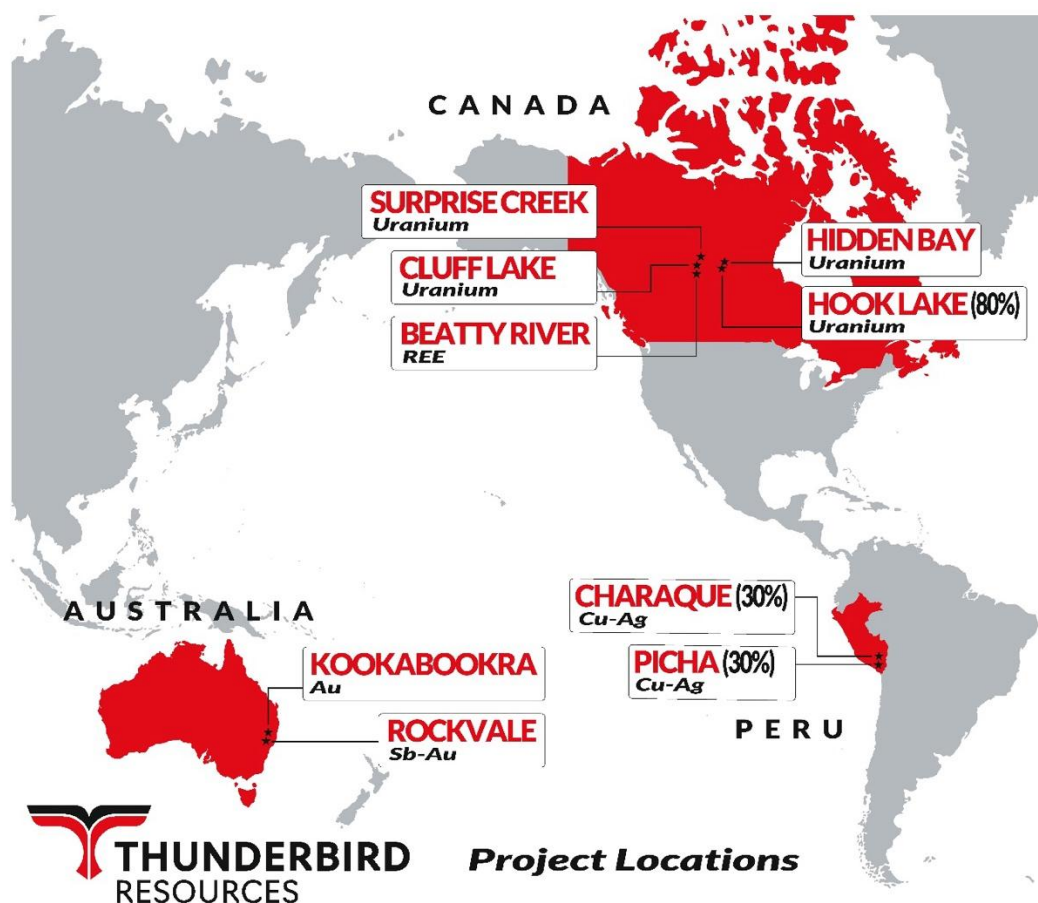 CANADA
SURPRISE CREEK
Uranium
CLUFF LAKE
Uranium
BEATTY RIVER
REE
HIDDEN BAY
Uranium
HOOK LAKE (80%)
Uranium
AUSTRALIA
KOOKABOOKRA
Au
ROCKVALE
Sb-Au
CHARAQUE (30%)
Cu-Ag
PICHA (30%)
Cu-Ag
PERU
THUNDERBIRD
RESOURCES
Project Locations